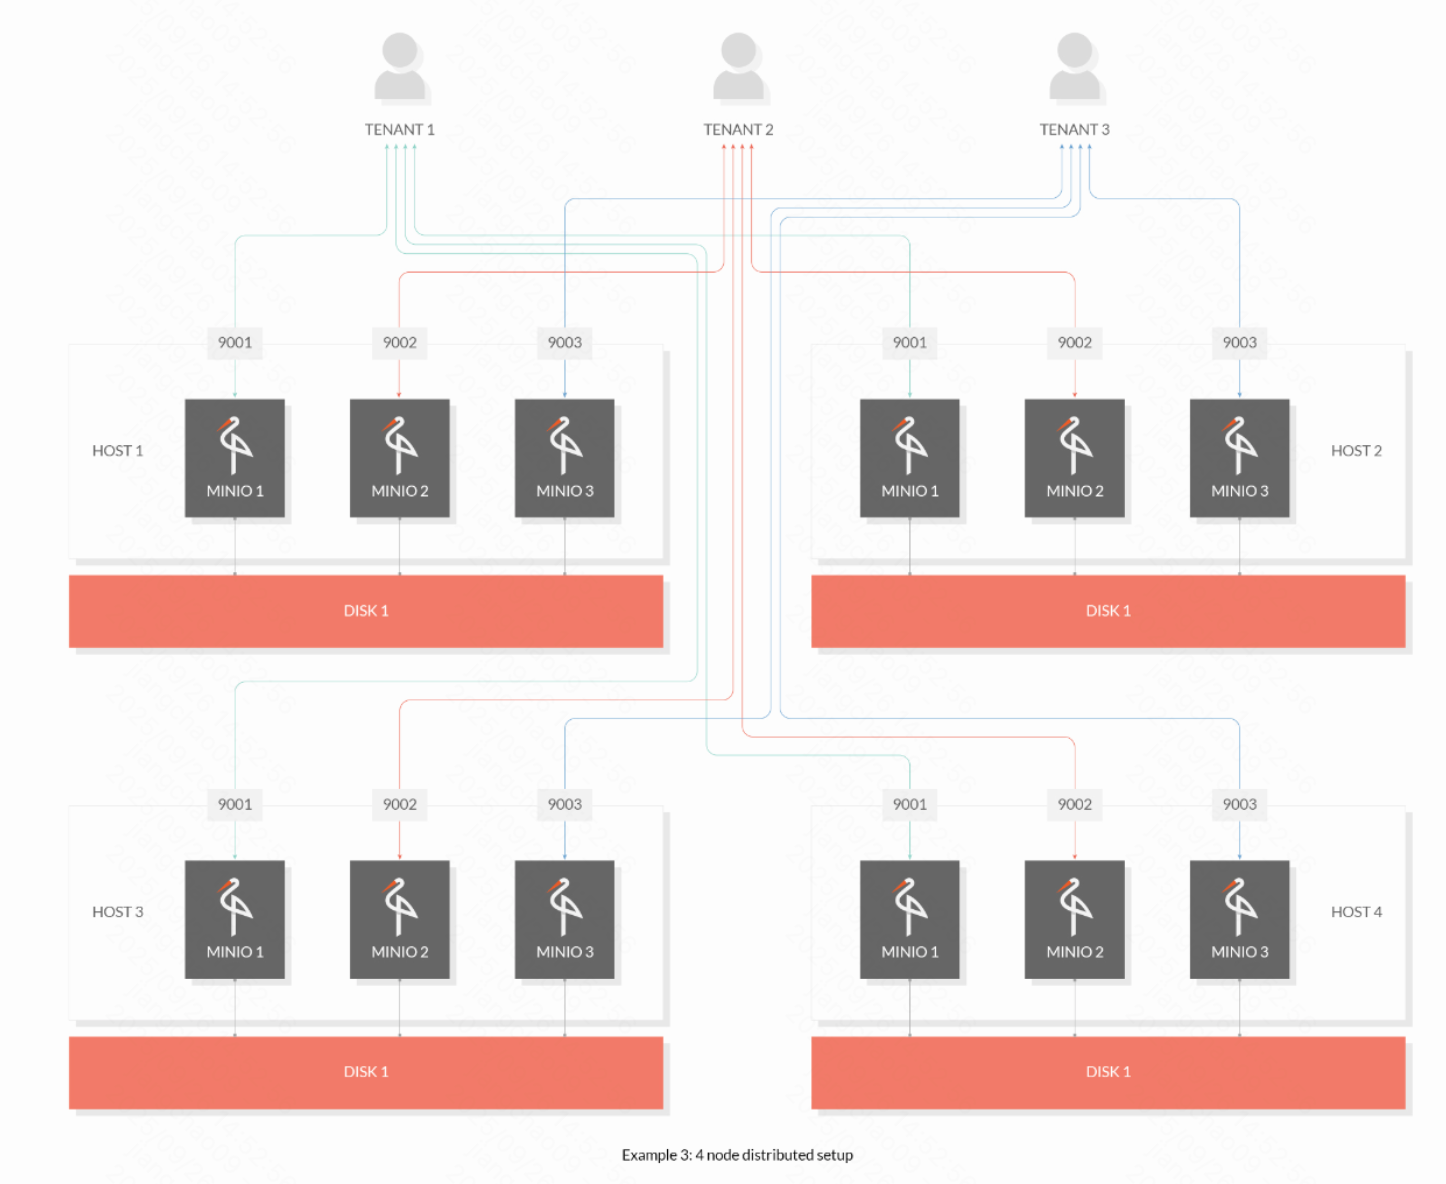 TENANT 1
TENANT 2
TENANT 3
9001
9002
9003
9001
9002
9003
HOST 1
MINIO 1
MINIO 2
MINIO 3
MINIO 1
MINIO 2
MINIO 3
HOST 2
DISK 1
DISK 1
9001
9002
9003
9001
9002
9003
HOST 3
MINIO 1
MINIO 2
MINIO 3
MINIO 1
MINIO 2
MINIO 3
HOST 4
DISK 1
DISK 1
Example 3: 4 node distributed setup